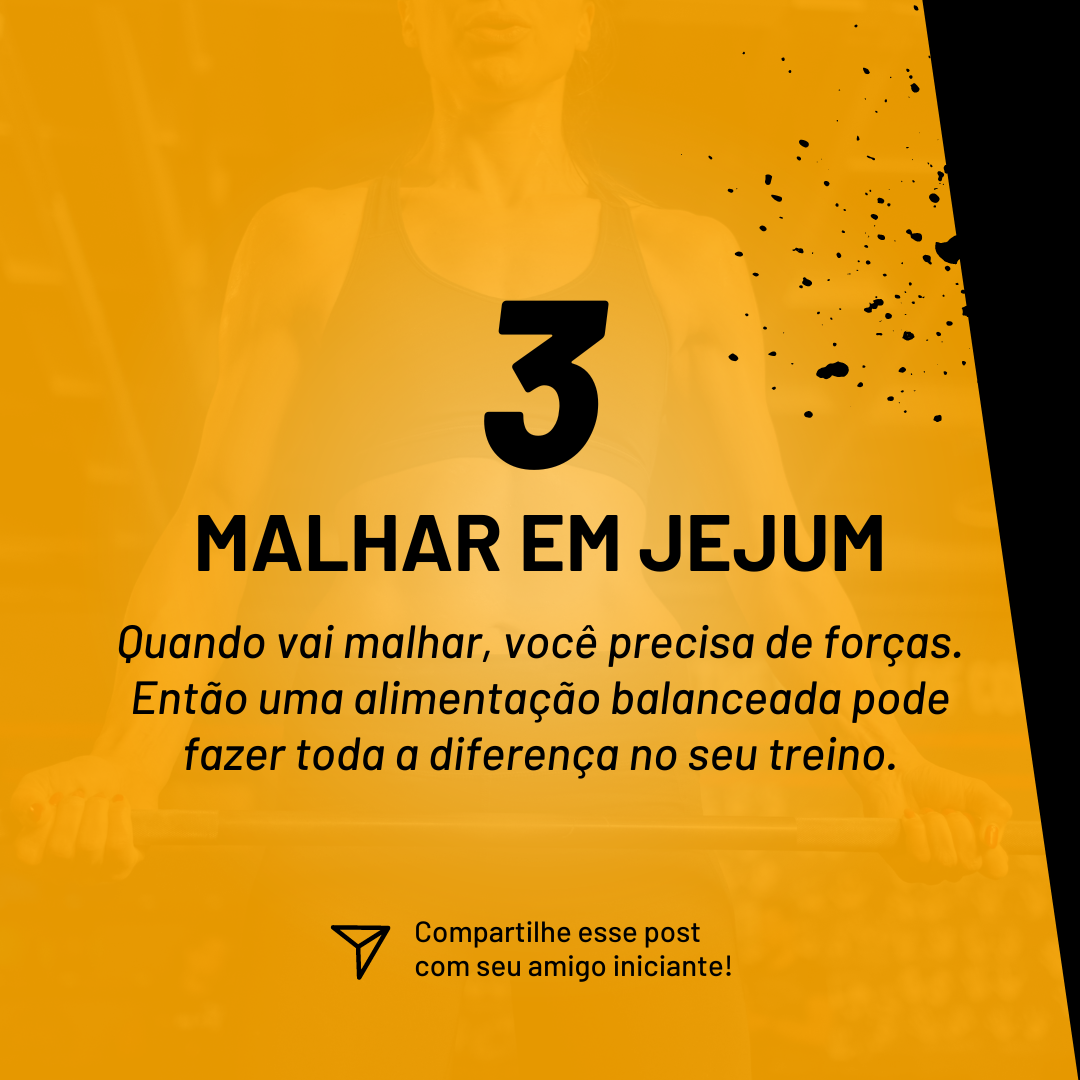 3
MALHAR EM JEJUM
Quando vai malhar, você precisa de forças.
Então uma alimentação balanceada pode
fazer toda a diferença no seu treino.
Compartilhe esse post
com seu amigo iniciante!